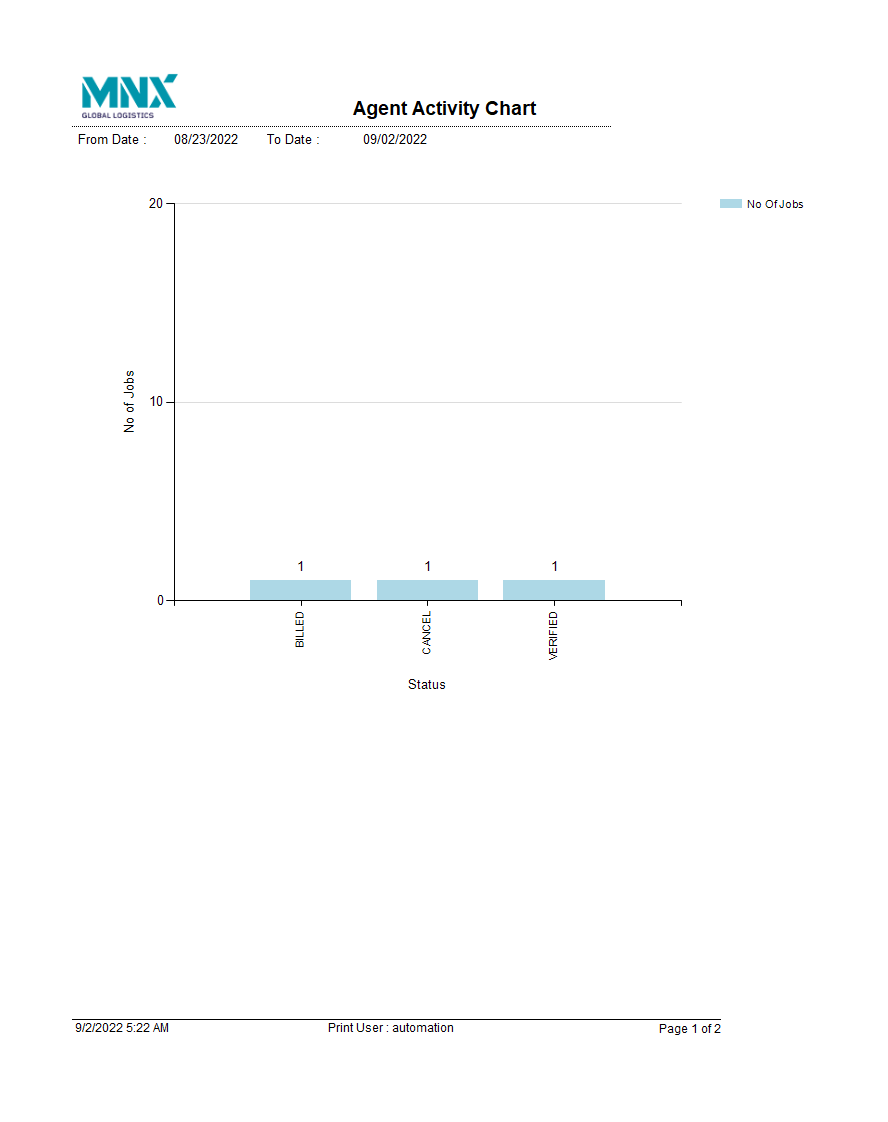 MNX
GLOBAL LOGISTICS
Agent Activity Chart
From Date : 08/23/2022 To Date : 09/02/2022
20
No Of Jobs
No of Jobs
10
1 1 1
0
BILLED
CANCEL
VERIFIED
Status
9/2/2022 5:22 AM Print User : automation Page 1 of 2